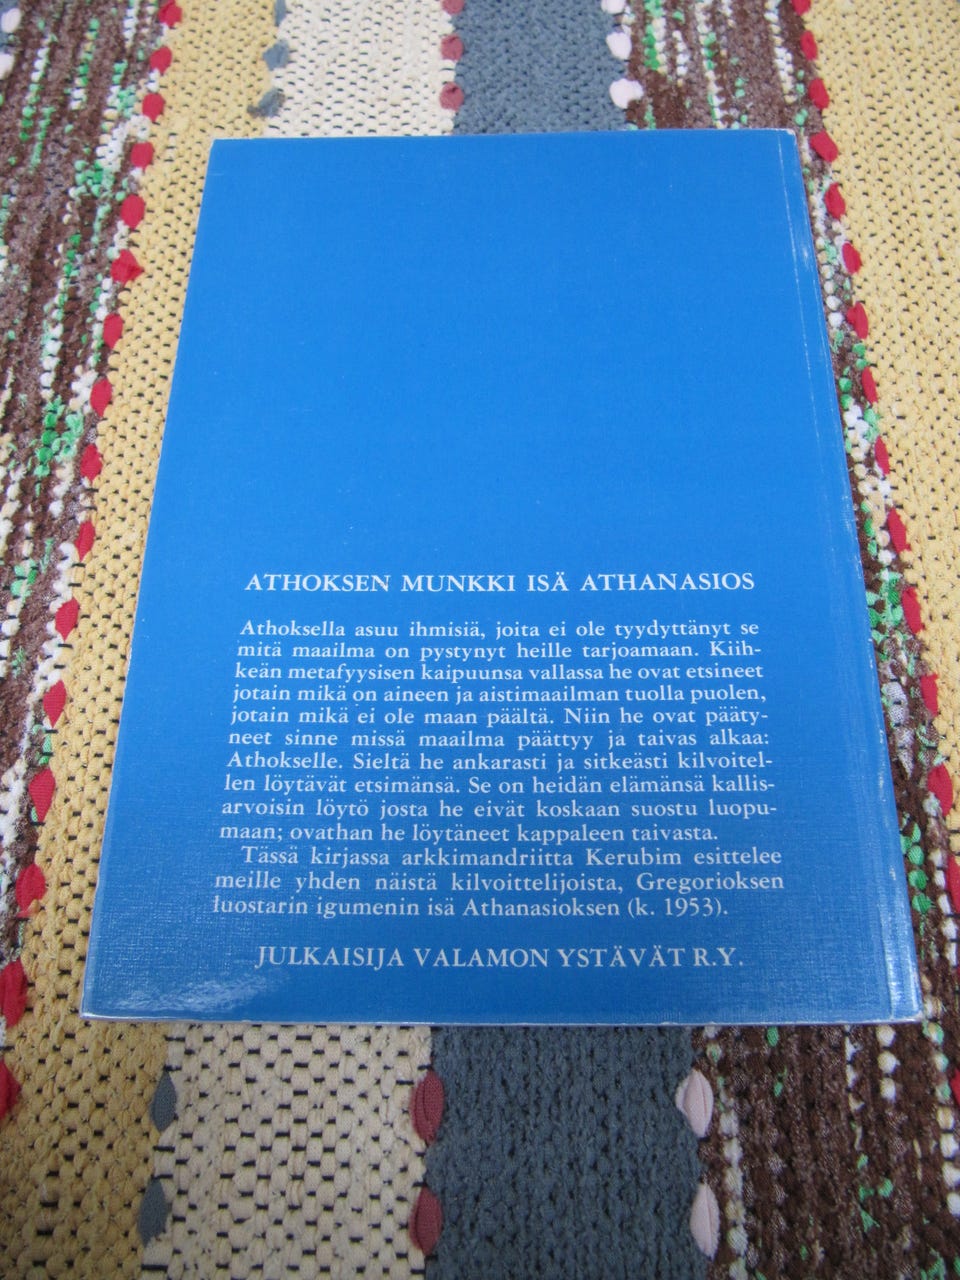 ATHOKSEN MUNKKI ISÄ ATHANASIOS
Athoksella asuu ihmisiä, joita ei ole tyydyttänyt se
mitä maailma on pystynyt heille tarjoamaan. Kiih-
keän metafyysisen kaipuunsa vallassa he ovat etsineet
jotain mikä on aineen ja aistimaailman tuolla puolen,
jotain mikä ei ole maan päältä. Niin he ovat pääty-
neet sinne missä maailma päättyy ja taivas alkaa:
Athokselle. Sieltä he ankarasti ja sitkeästi kilvoitel-
len löytävät etsimänsä. Se on heidän elämänsä kallis-
arvoisin löytö josta he eivät koskaan suostu luopu-
maan; ovathan he löytäneet kappaleen taivasta.
Tässä kirjassa arkkimandriitta Kerubim esittelee
meille yhden näistä kilvoittelijoista, Gregorioksen
luostarin igumenin isä Athanasioksen (k. 1953).
JULKAISIJA VALAMON YSTÄVÄT R.Y.